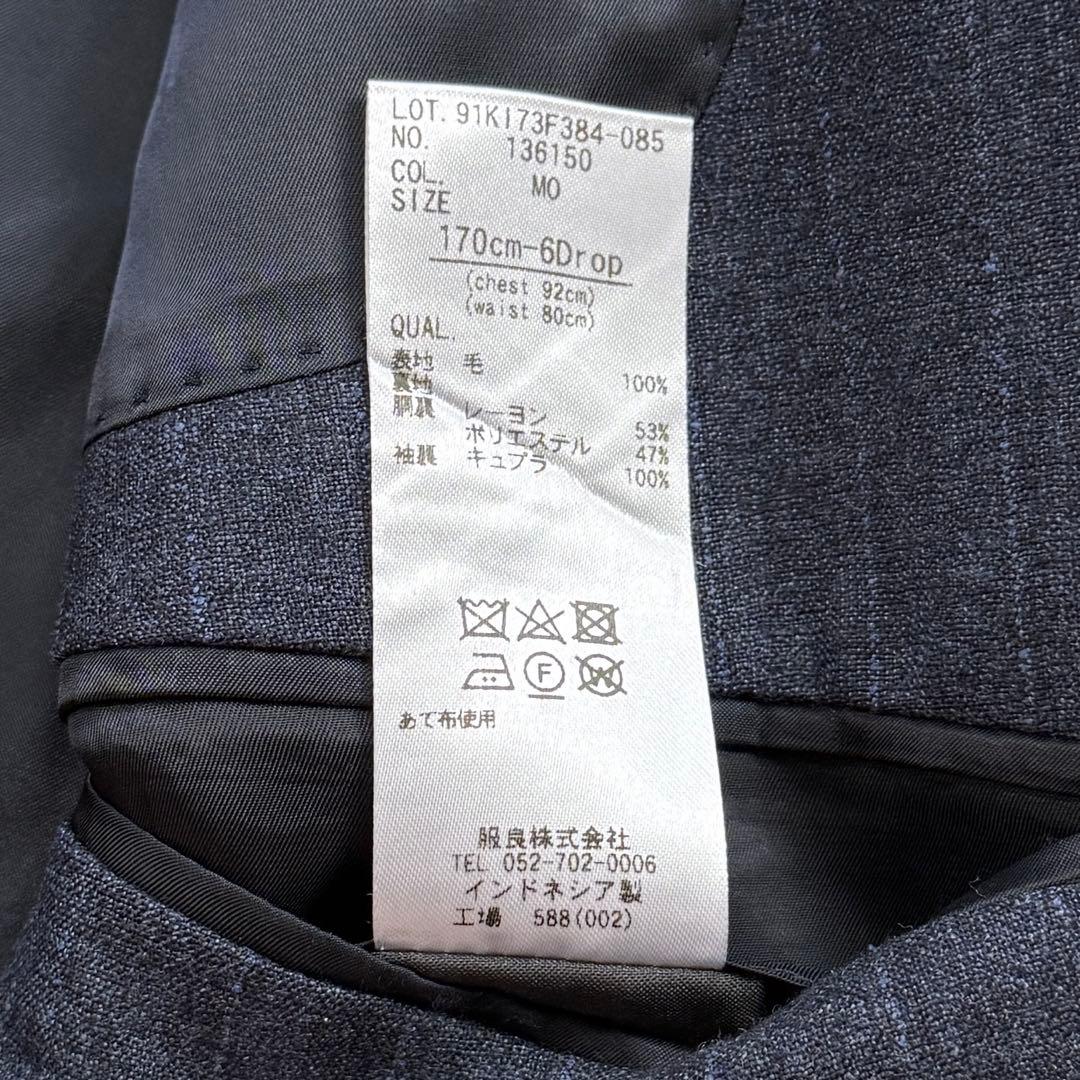 LOT. 91KI73F384-085
NO. 136150
COL. MO
SIZE
170cm-6Drop
(chest 92cm)
(waist 80cm)
QUAL.
表地 毛 100%
裏地
胴裏 レーヨン 53%
ポリエステル 47%
袖裏 キュプラ 100%
F
W
あて布使用
服良株式会社
TEL 052-702-0006
インドネシア製
工場 588(002)